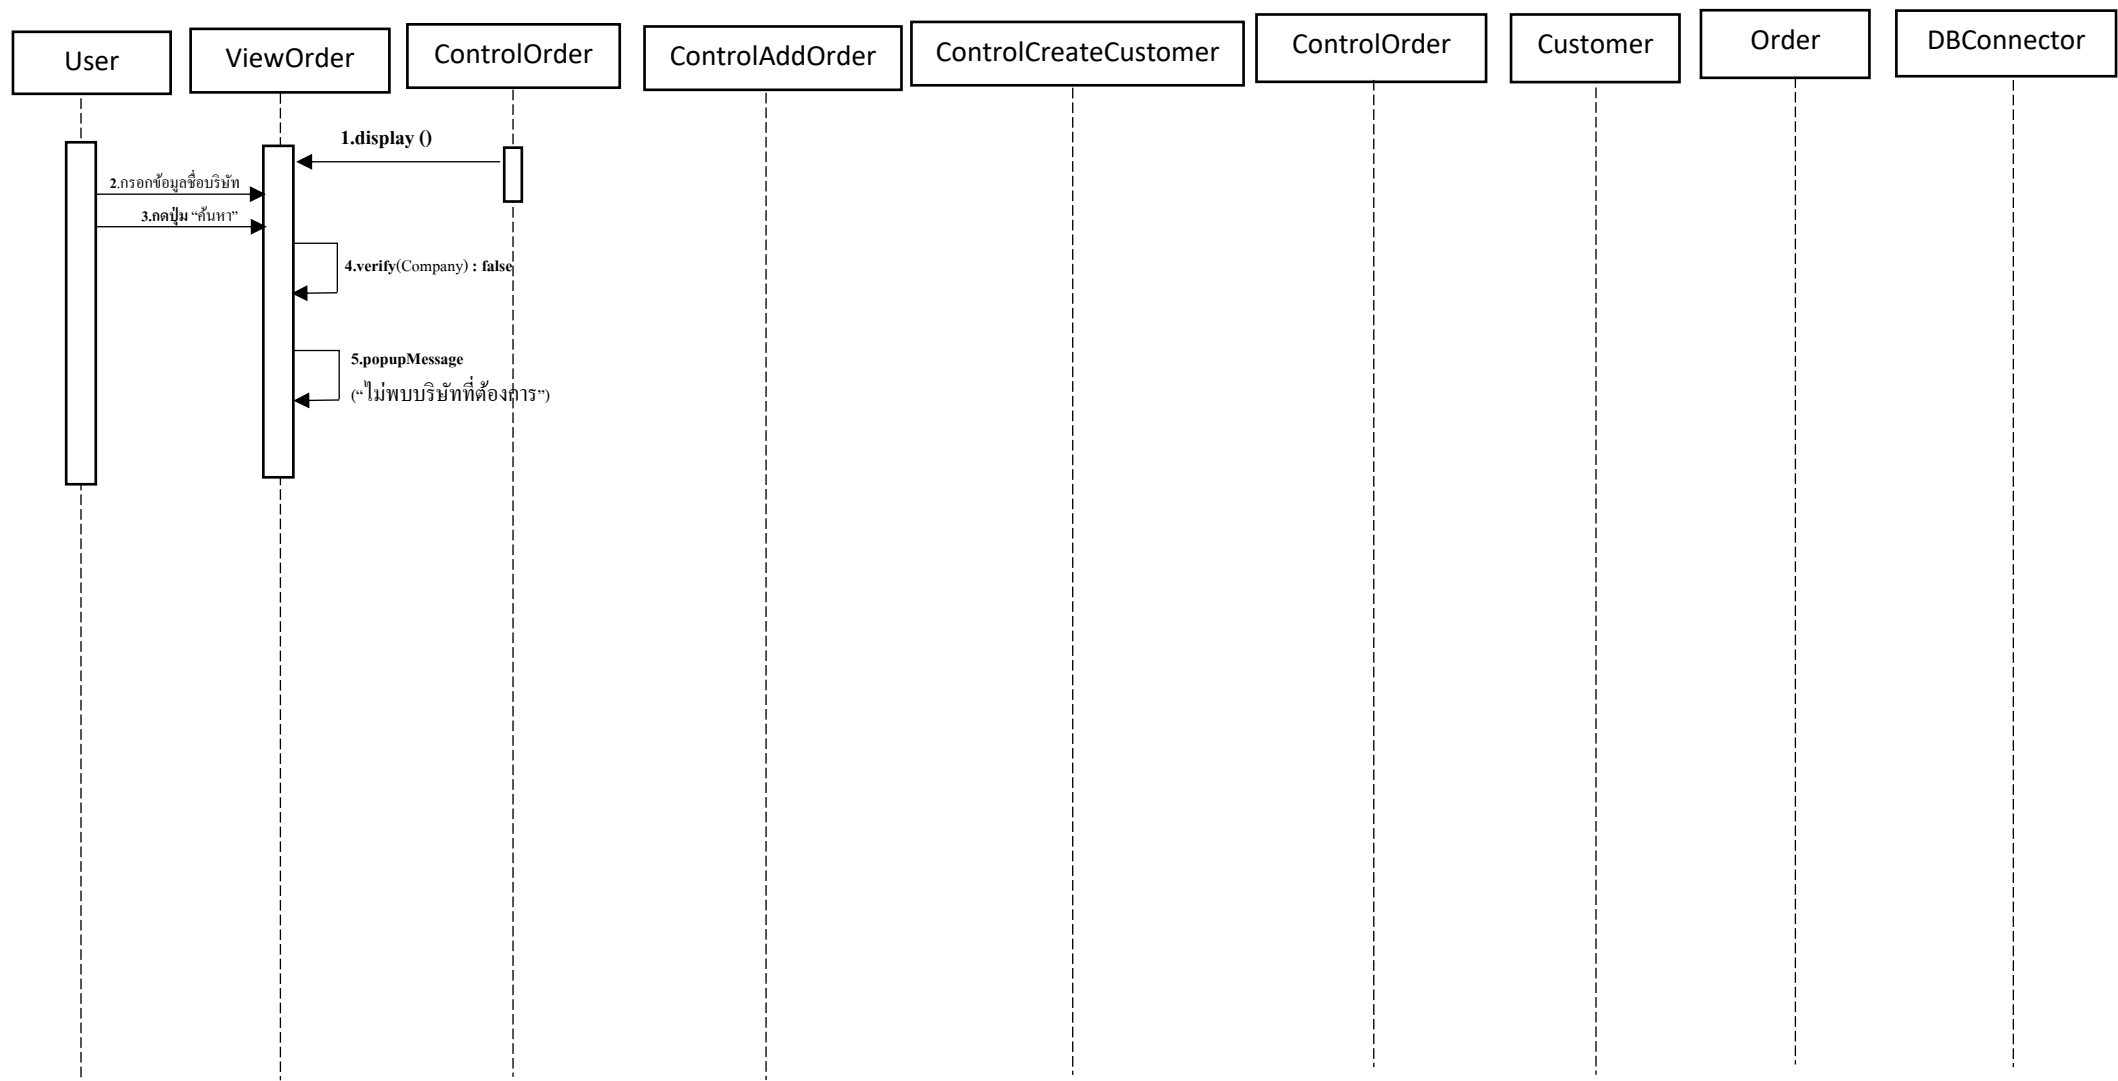 User
ViewOrder
ControlOrder
ControlAddOrder
ControlCreateCustomer
ControlOrder
Customer
Order
DBConnector
1.display ()
2.กรอกข้อมูลชื่อบริษัท
3.กดปุ่ม “ค้นหา”
4.verify(Company) : false
5.popupMessage
(“ไม่พบบริษัทที่ต้องการ”)